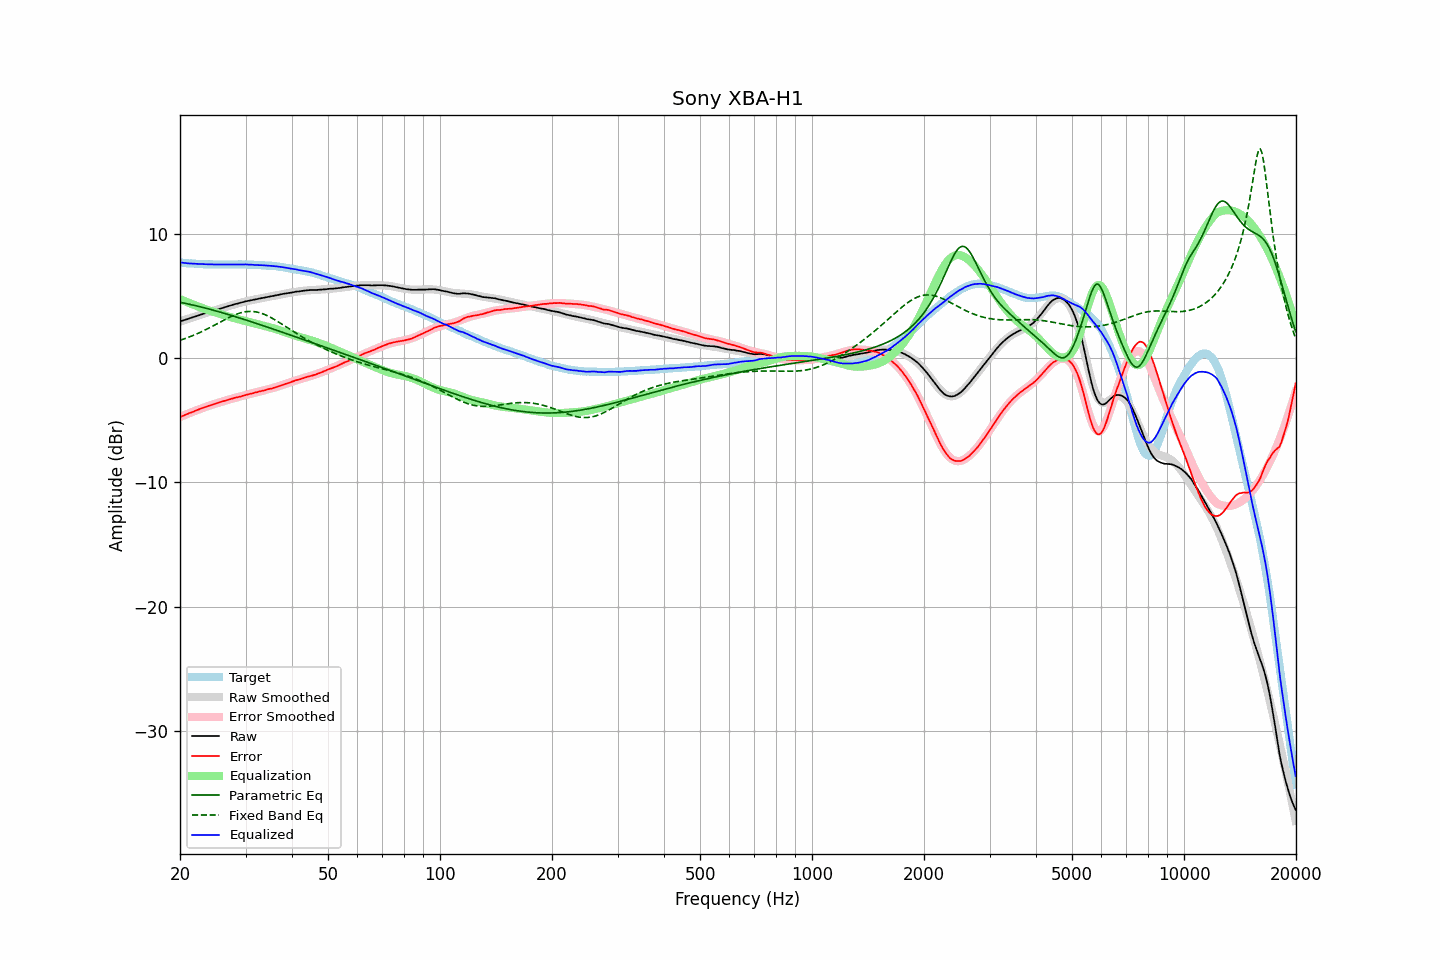 Sony XBA-H1
Amplitude (dBr)
10
0
−10
−20
−30
Target
Raw Smoothed
Error Smoothed
Raw
Error
Equalization
Parametric Eq
Fixed Band Eq
Equalized
20 50 100 200 500 1000 2000 5000 10000 20000
Frequency (Hz)